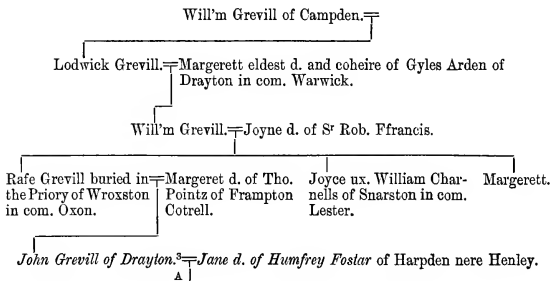 Will'm Grevill of Campden.
Lodwick Grevill. Margerett eldest d. and coheire of Gyles Arden of
Drayton in com. Warwick.
Will'm Grevill. Joyne d. of Sr Rob. Ffrancis.
Rafe Grevill buried in
the Priory of Wroxston
in com. Oxon.
Margeret d. of Tho.
Pointz of Frampton
Cotrell.
Joyce ux. William Char-
nells of Snarston in com.
Lester.
Margerett.
John Grevill of Drayton.3 Jane d. of Humfrey Fostar of Harpden nere Henley.
A